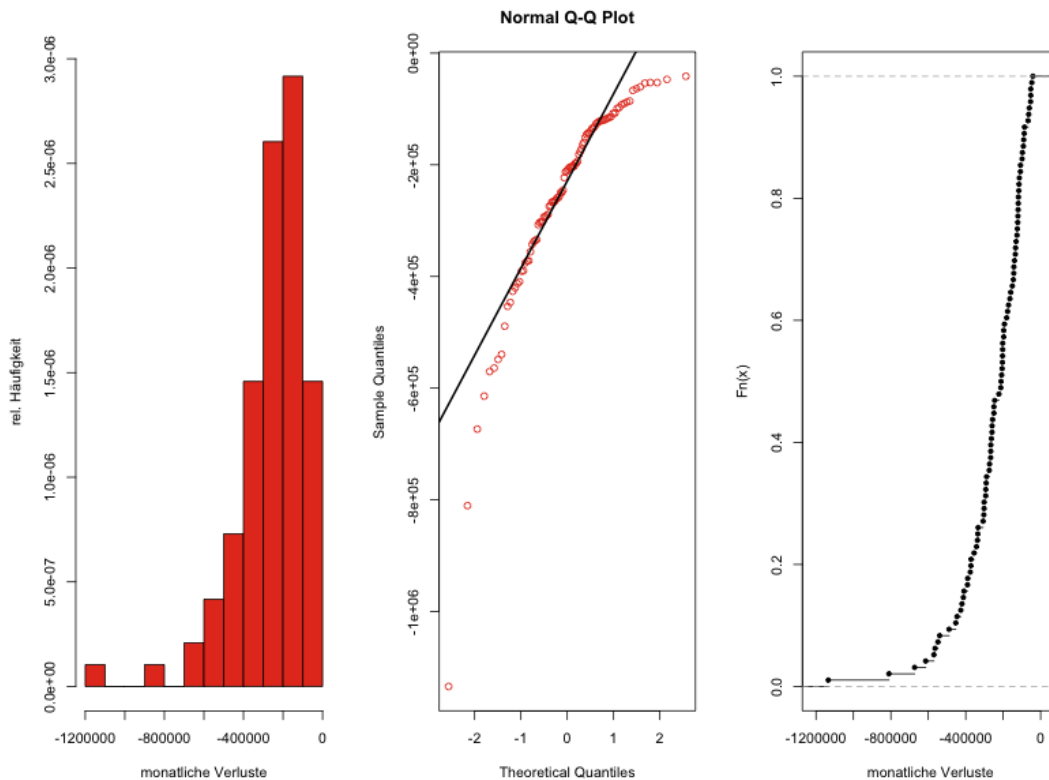 Normal Q-Q Plot
rel. Häufigkeit
3.0e-06
2.5e-06
2.0e-06
1.5e-06
1.0e-06
5.0e-07
0.0e+00
-1200000 -800000 -400000 0
monatliche Verluste
Sample Quantiles
0e+00
-2e+05
-4e+05
-6e+05
-8e+05
-1e+06
-2 -1 0 1 2
Theoretical Quantiles
Fn(x)
1.0
0.8
0.6
0.4
0.2
0.0
-1200000 -800000 -400000 0
monatliche Verluste